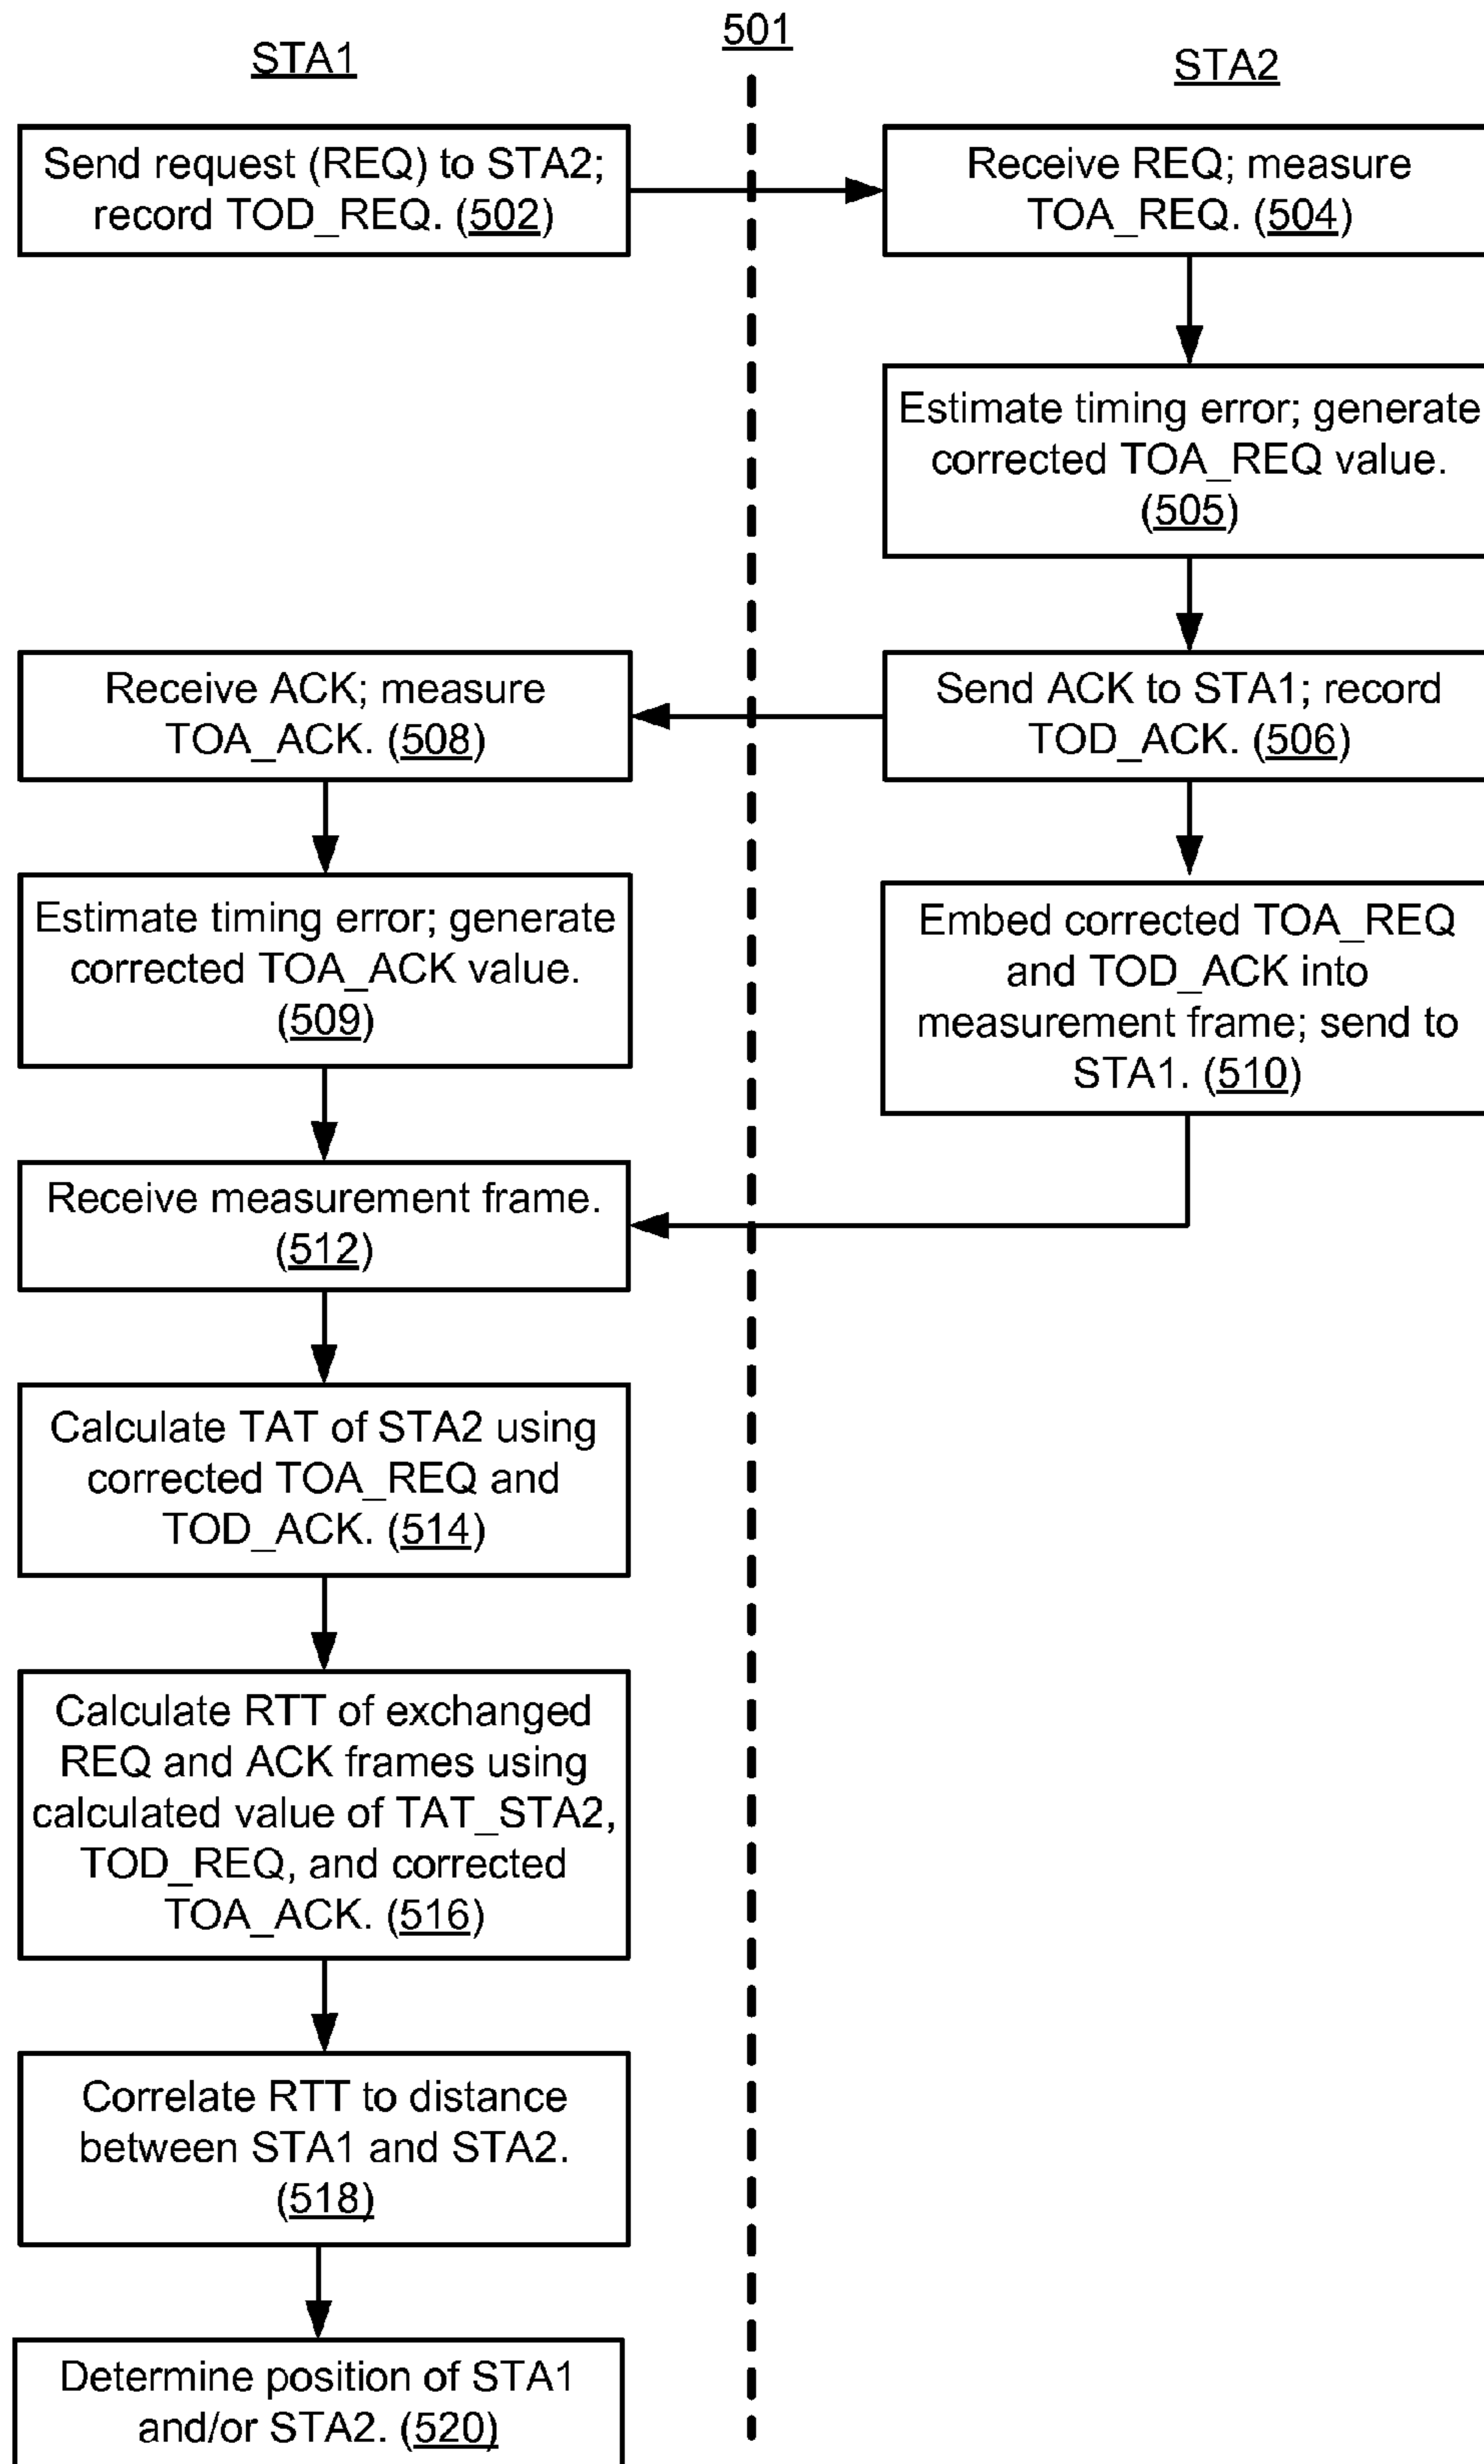 501
STA1
STA2
Send request (REQ) to STA2;
record TOD_REQ. (502)
Receive REQ; measure
TOA_REQ. (504)
Estimate timing error; generate
corrected TOA_REQ value.
(505)
Receive ACK; measure
TOA_ACK. (508)
Send ACK to STA1; record
TOD_ACK. (506)
Estimate timing error; generate
corrected TOA_ACK value.
(509)
Embed corrected TOA_REQ
and TOD_ACK into
measurement frame; send to
STA1. (510)
Receive measurement frame.
(512)
Calculate TAT of STA2 using
corrected TOA_REQ and
TOD_ACK. (514)
Calculate RTT of exchanged
REQ and ACK frames using
calculated value of TAT_STA2,
TOD_REQ, and corrected
TOA_ACK. (516)
Correlate RTT to distance
between STA1 and STA2.
(518)
Determine position of STA1
and/or STA2. (520)